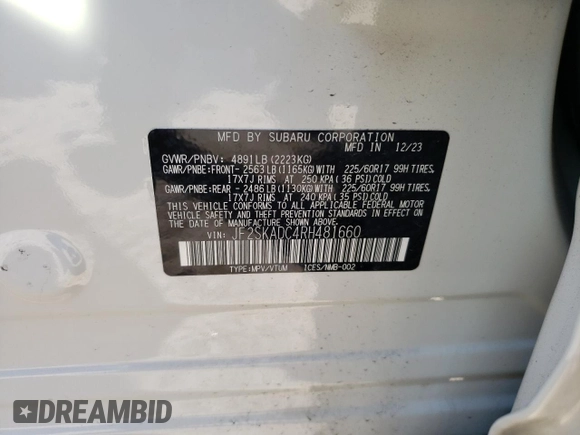 MFD BY SUBARU CORPORATION
MFD IN 12/23
GVWR/PNBV: 4891LB(2223KG)
GAWR/PNBE:FRONT- 2563LB(1165KG)WITH 225/60R17 99H TIRES,
17X7J RIMS AT 250 KPA(36 PSI)COLD
GAWR/PNBE:REAR - 2486LB(1130KG)WITH 225/60R17 99H TIRES,
17X7J RIMS AT 240 KPA(35 PSI)COLD
THIS VEHICLE CONFORMS TO ALL APPLICABLE FEDERAL MOTOR
VEHICLE SAFETY, BUMPER, AND THEFT PREVENTION STANDARDS IN EFFECT ON THE
DATE OF MANUFACTURE SHOWN ABOVE.
VIN: JF2SKADC4RH481660
TYPE:MPV/VTUM ICES/NMB-002
DREAMBID